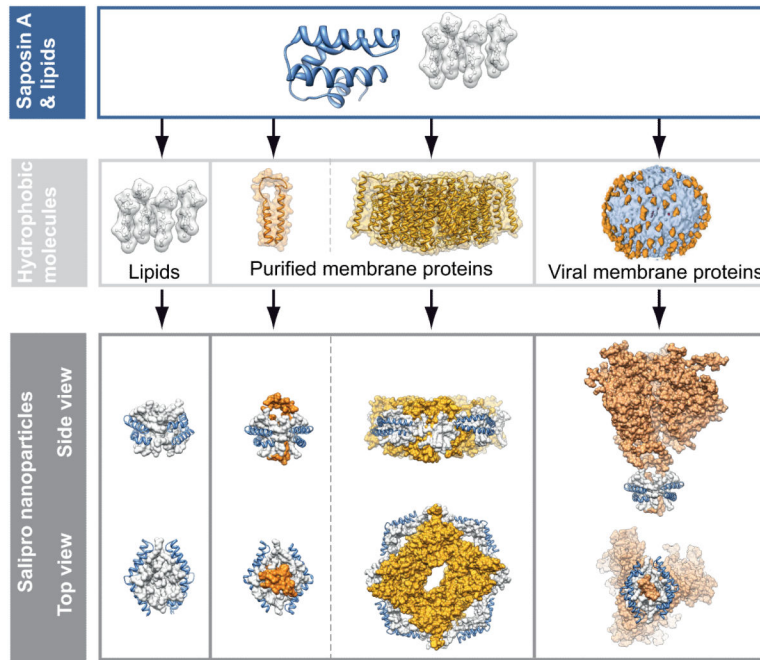 Saposin A
& lipids
Hydrophobic
molecules
Lipids
Purified membrane proteins
Viral membrane proteins
Salipro nanoparticles
Side view
Top view